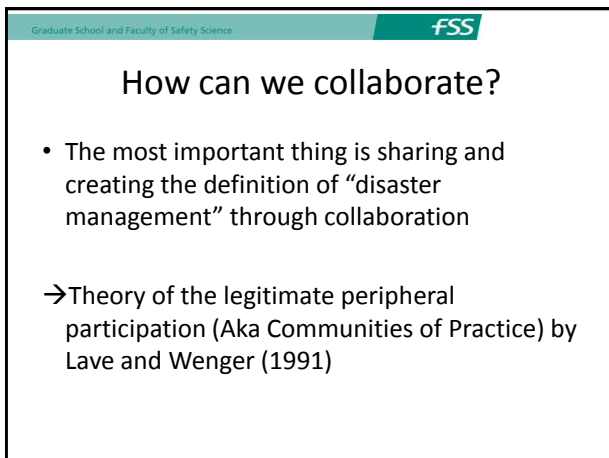 Graduate School and Faculty of Safety Science
FSS
How can we collaborate?
• The most important thing is sharing and
creating the definition of “disaster
management” through collaboration
→Theory of the legitimate peripheral
participation (Aka Communities of Practice) by
Lave and Wenger (1991)